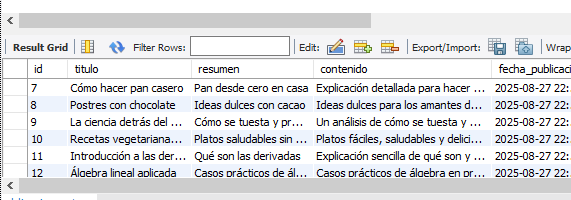 Result Grid Filter Rows: Edit: Export/Import: Wrap
id titulo resumen contenido fecha_publicaci
7 Cómo hacer pan casero Pan desde cero en casa Explicación detallada para hacer ... 2025-08-27 22:
8 Postres con chocolate Ideas dulces con cacao Ideas dulces para los amantes d... 2025-08-27 22:
9 La ciencia detrás del ... Cómo se tuesta y pr... Un análisis de cómo se tuesta y ... 2025-08-27 22:
10 Recetas vegetariana... Platos saludables sin ... Platos fáciles, saludables y delici... 2025-08-27 22:
11 Introducción a las der... Qué son las derivadas Explicación sencilla de qué son y ... 2025-08-27 22:
12 Álgebra lineal aplicada Casos prácticos de ál... Casos prácticos de álgebra en pr... 2025-08-27 22: